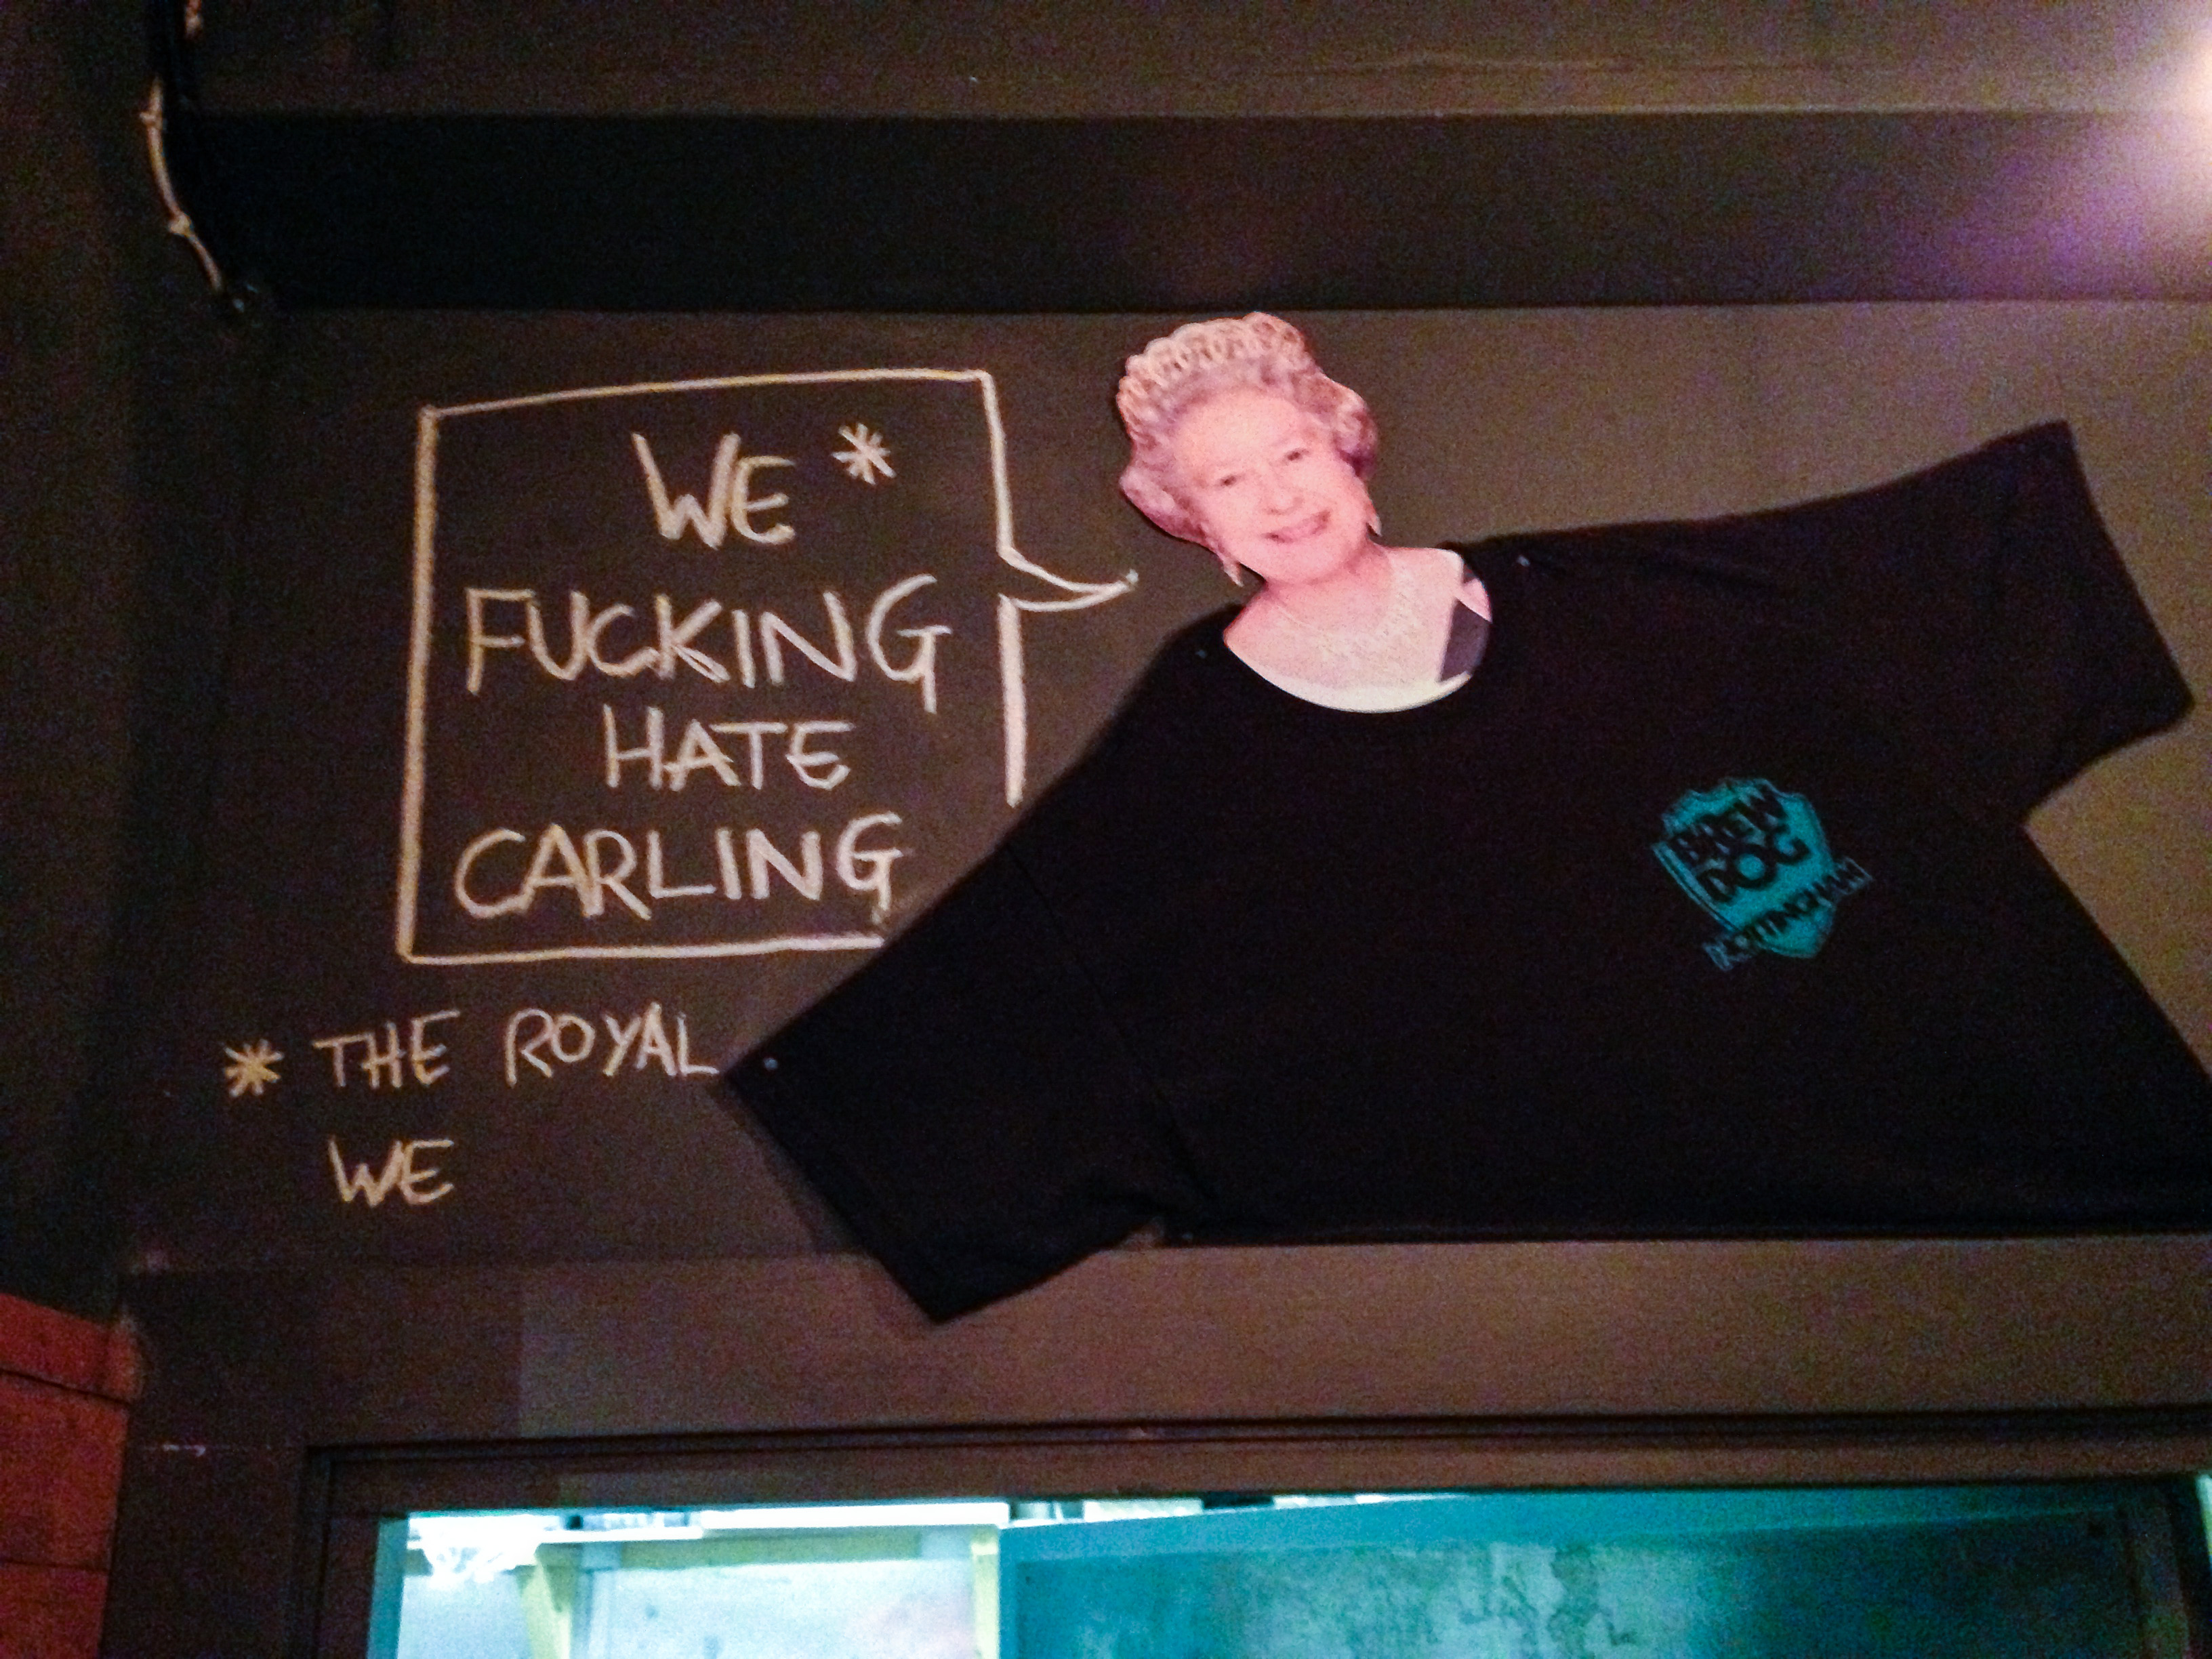 WE *
FUCKING
HATE
CARLING
* THE ROYAL
WE
BREW
DOG
NOTTINGHAM